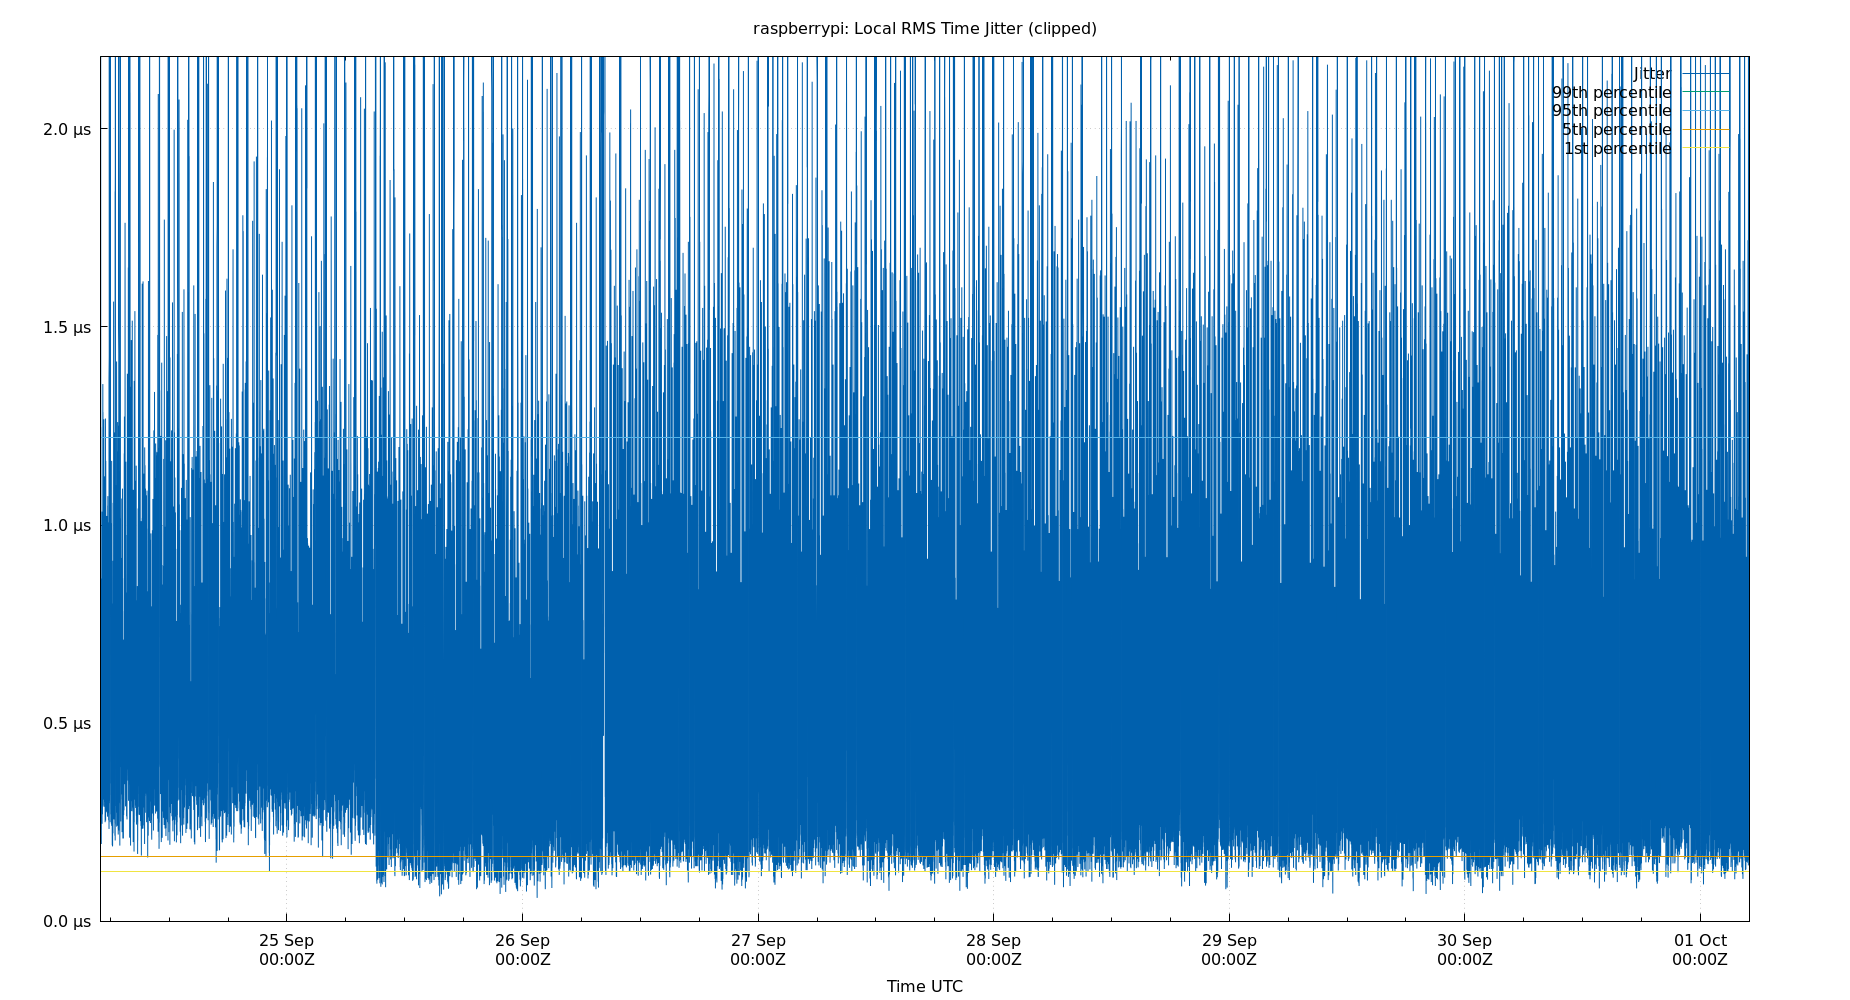 raspberrypi: Local RMS Time Jitter (clipped)
Jitter
99th percentile
95th percentile
5th percentile
1st percentile
2.0 µs
1.5 µs
1.0 µs
0.5 µs
0.0 µs
25 Sep 26 Sep 27 Sep 28 Sep 29 Sep 30 Sep 01 Oct
00:00Z 00:00Z 00:00Z 00:00Z 00:00Z 00:00Z 00:00Z
Time UTC